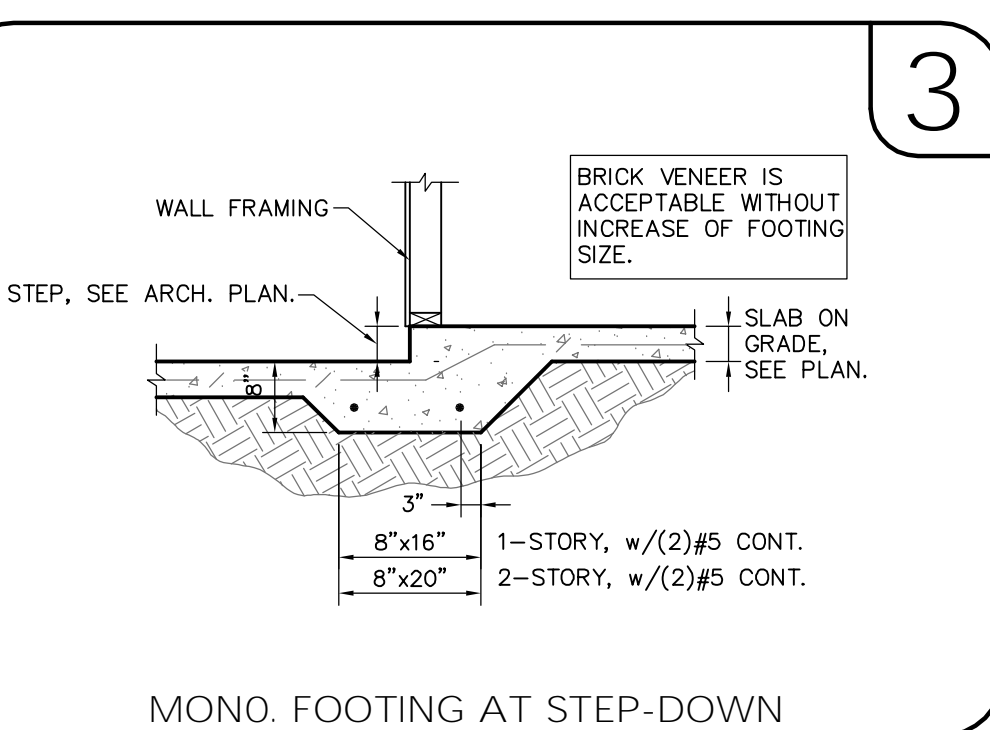 3
BRICK VENEER IS
ACCEPTABLE WITHOUT
INCREASE OF FOOTING
SIZE.
WALL FRAMING
STEP, SEE ARCH. PLAN.
SLAB ON
GRADE,
SEE PLAN.
8"
3"
8"x16" 1-STORY, w/(2)#5 CONT.
8"x20" 2-STORY, w/(2)#5 CONT.
MON0. FOOTING AT STEP-DOWN